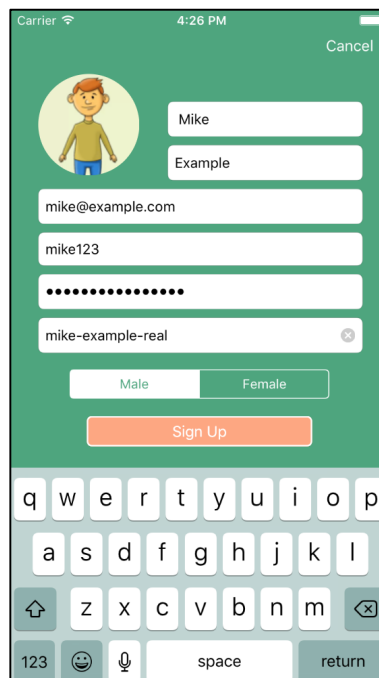 Carrier 4:26 PM
Cancel
Mike
Example
mike@example.com
mike123
••••••••••••••••
mike-example-real
Male Female
Sign Up
q w e r t y u i o p
a s d f g h j k l
z x c v b n m
123 space return